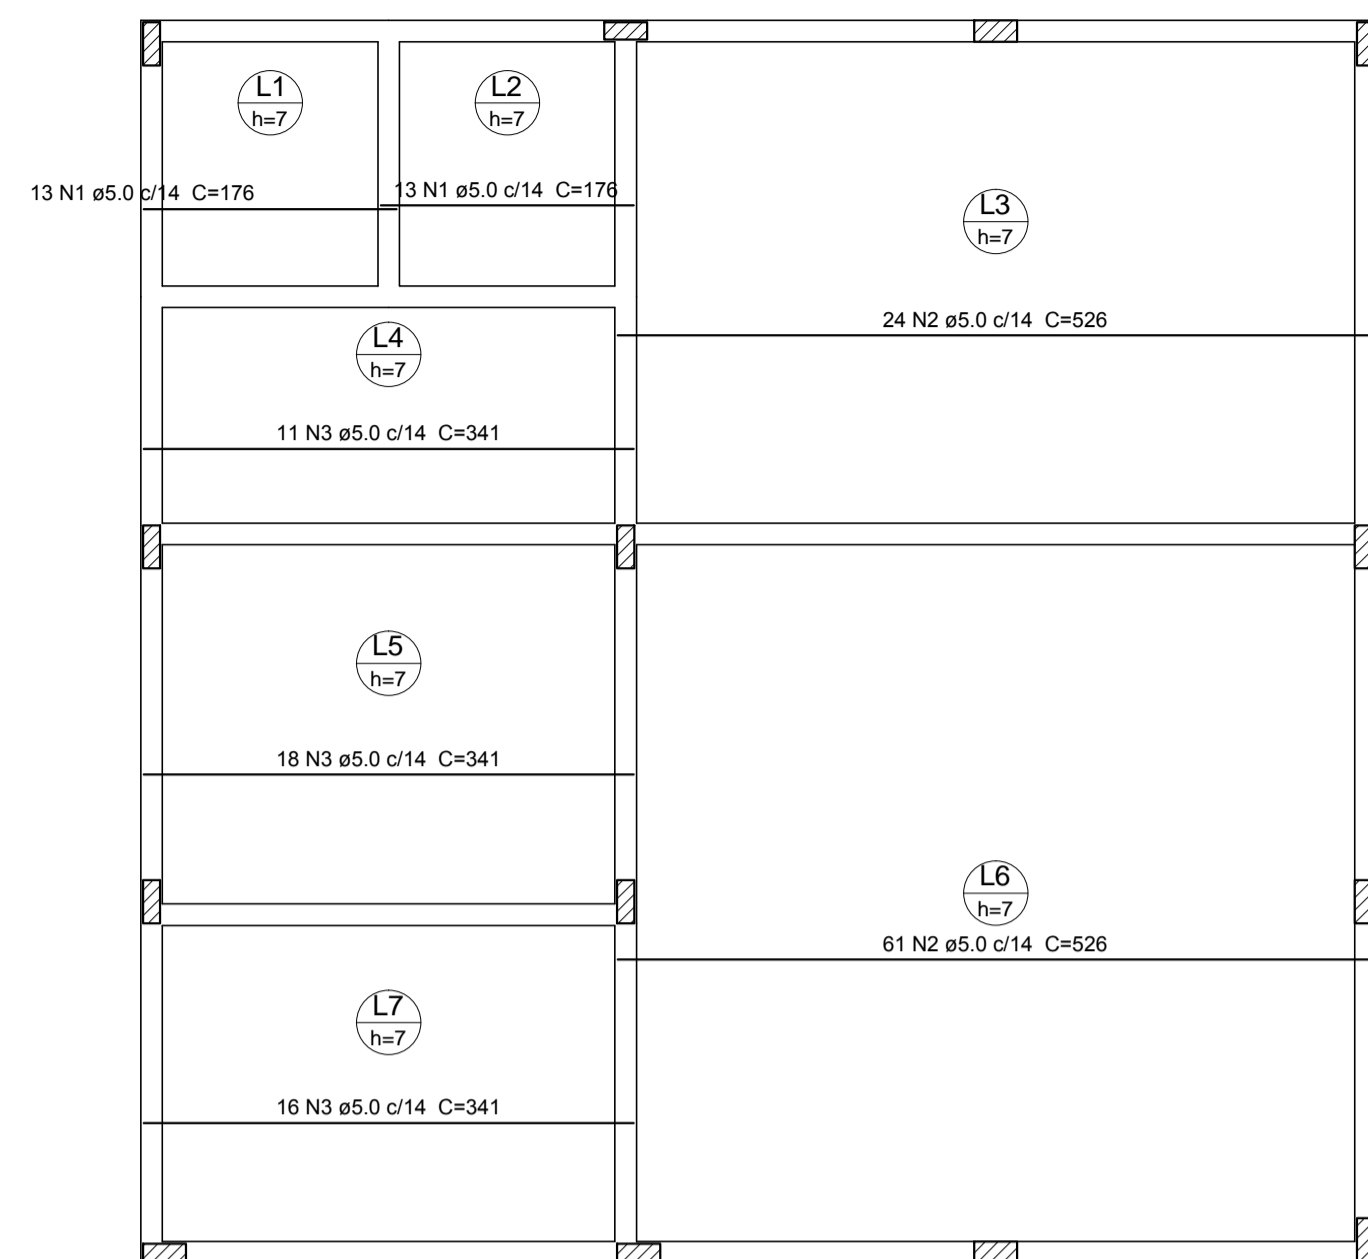 L1
h=7
L2
h=7
13 N1 ø5.0 c/14 C=176
13 N1 ø5.0 c/14 C=176
L3
h=7
24 N2 ø5.0 c/14 C=526
L4
h=7
11 N3 ø5.0 c/14 C=341
L5
h=7
18 N3 ø5.0 c/14 C=341
L6
h=7
61 N2 ø5.0 c/14 C=526
L7
h=7
16 N3 ø5.0 c/14 C=341